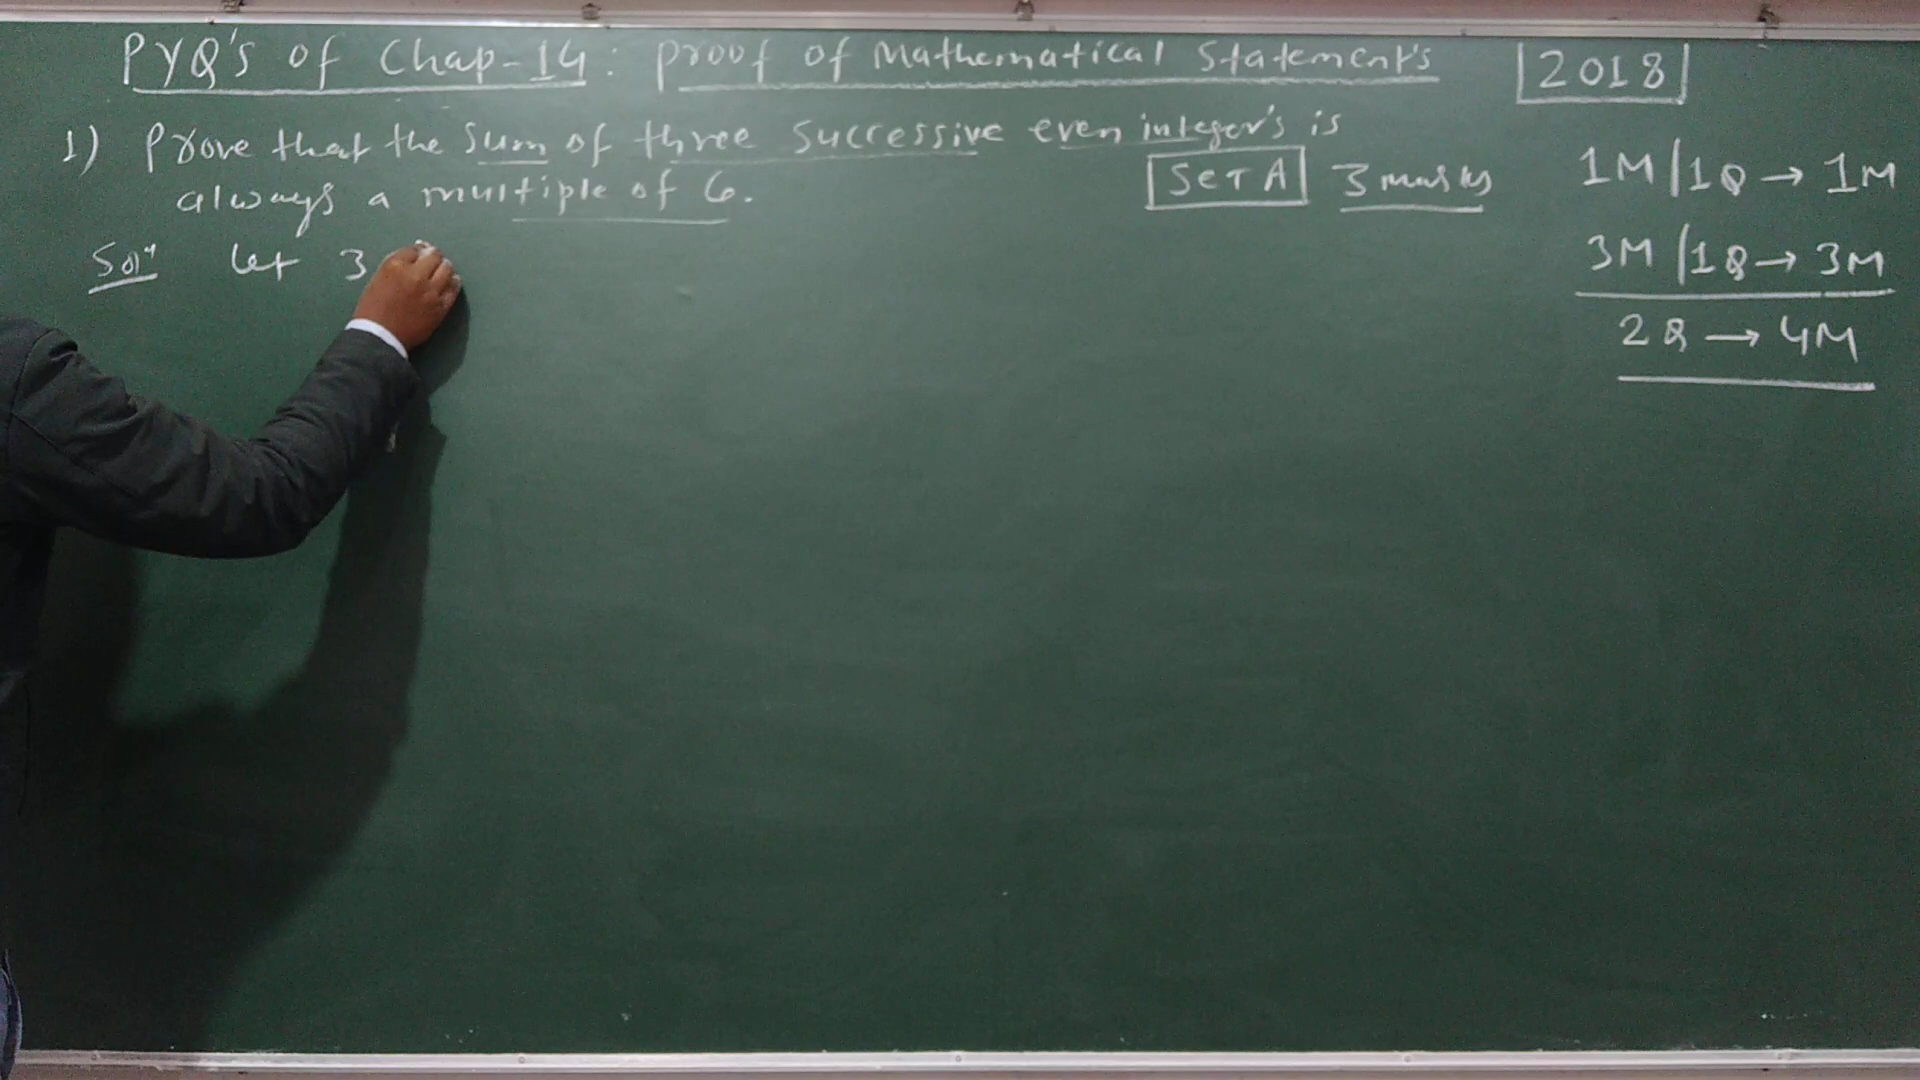 PYQ'S of Chap-14: Proof of Mathematical Statement's
2018
1) Prove that the Sum of three Successive even integer's is
always a multiple of 6.
SET A 3 marks
Solⁿ Let 3
1M/1Q → 1M
3M/1Q → 3M
2Q → 4M